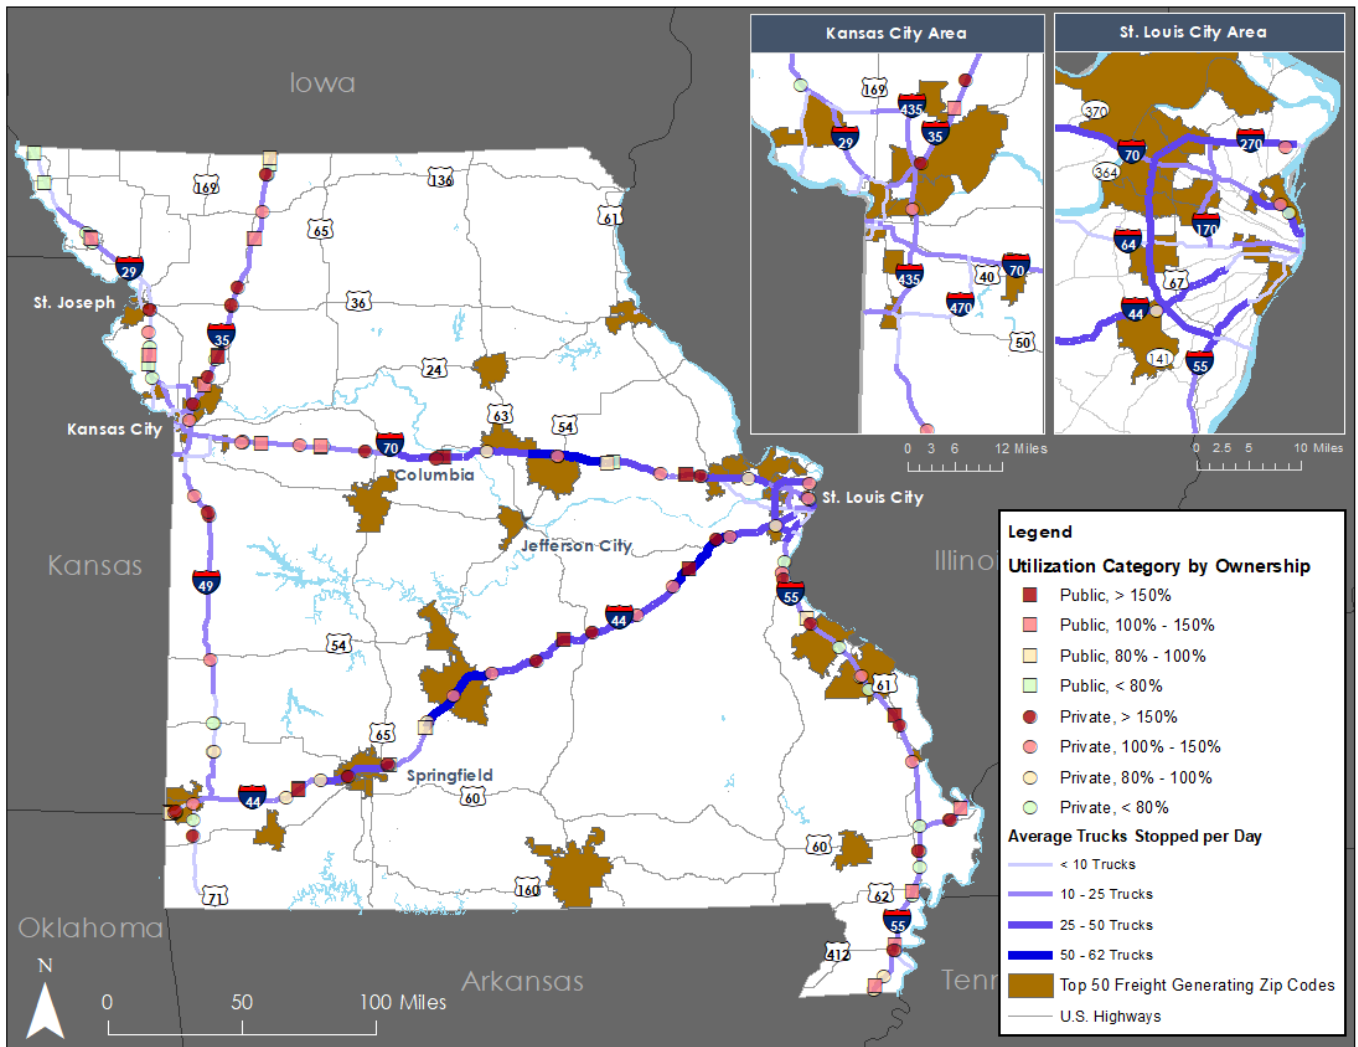 Kansas City Area
St. Louis City Area
Iowa
169
435
35
29
435
70
40
470
50
0 3 6 12 Miles
370
70
270
364
170
64
67
44
141
55
0 2.5 5 10 Miles
169
136
61
65
29
St. Joseph
36
35
24
63
54
Kansas City
70
Columbia
St. Louis City
Jefferson City
Kansas
49
Illinoi
55
44
54
61
65
Springfield
44
60
60
71
160
62
Oklahoma
55
412
Arkansas
Tenn
N
0 50 100 Miles
Legend
Utilization Category by Ownership
Public, > 150%
Public, 100% - 150%
Public, 80% - 100%
Public, < 80%
Private, > 150%
Private, 100% - 150%
Private, 80% - 100%
Private, < 80%
Average Trucks Stopped per Day
< 10 Trucks
10 - 25 Trucks
25 - 50 Trucks
50 - 62 Trucks
Top 50 Freight Generating Zip Codes
U.S. Highways